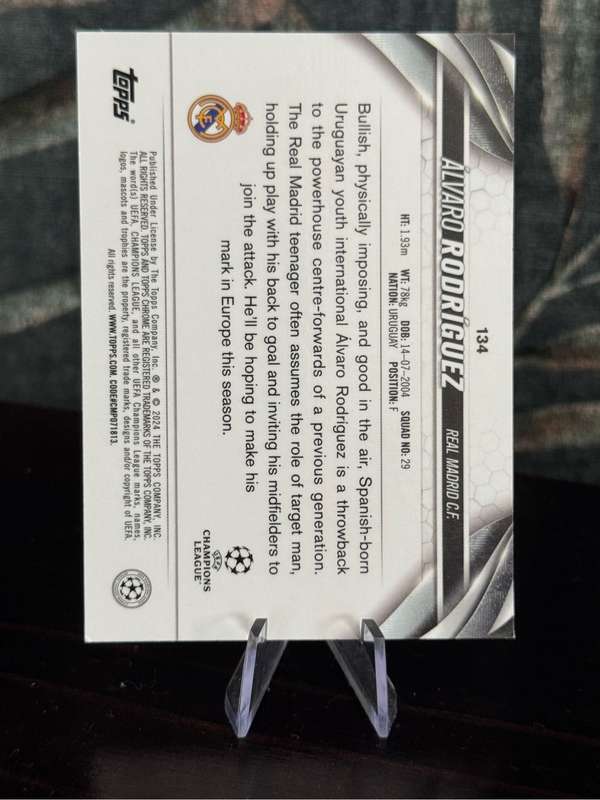 134
ÁLVARO RODRÍGUEZ REAL MADRID C.F.
HT: 1.93m WT: 78kg DOB: 14-07-2004 SQUAD NO: 29
NATION: URUGUAY POSITION: F
Bullish, physically imposing, and good in the air, Spanish-born
Uruguayan youth international Álvaro Rodríguez is a throwback
to the powerhouse centre-forwards of a previous generation.
The Real Madrid teenager often assumes the role of target man,
holding up play with his back to goal and inviting his midfielders to
join the attack. He'll be hoping to make his
mark in Europe this season.
UEFA
CHAMPIONS
LEAGUE™
topps®
Published Under License by The Topps Company, Inc. ® & © 2024 THE TOPPS COMPANY, INC.
ALL RIGHTS RESERVED. TOPPS AND TOPPS CHROME ARE REGISTERED TRADEMARKS OF THE TOPPS COMPANY, INC.
The word(s) UEFA, CHAMPIONS LEAGUE, and all other UEFA Champions League marks, names,
logos, mascots and trophies are the property, registered trade marks, designs and/or copyright of UEFA.
All rights reserved. WWW.TOPPS.COM. CODE#CMP071813.